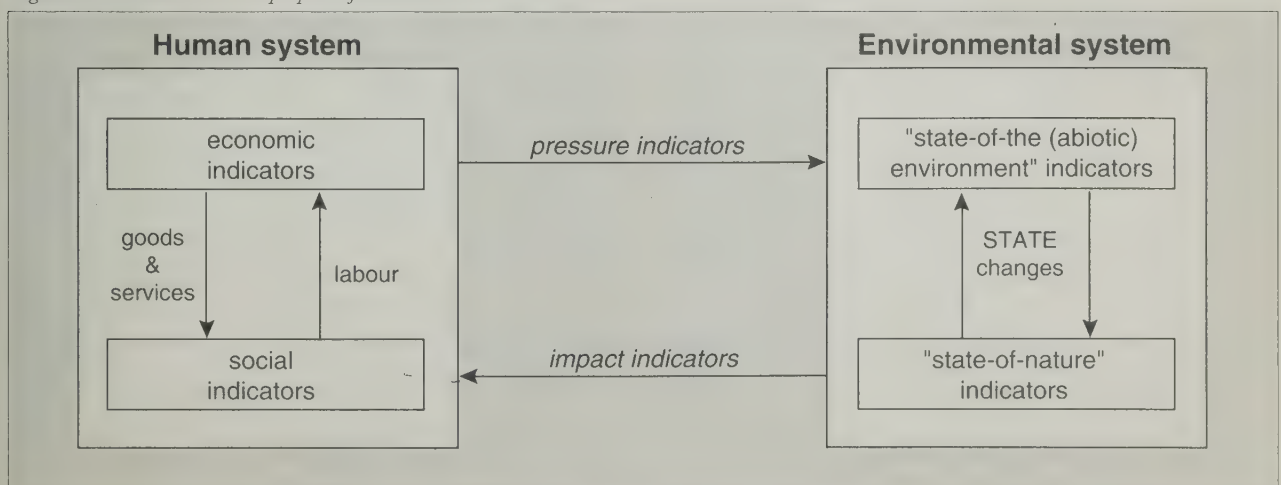 Human system
Environmental system
economic
indicators
goods
&
services
labour
social
indicators
pressure indicators
impact indicators
"state-of-the (abiotic)
environment" indicators
STATE
changes
"state-of-nature"
indicators